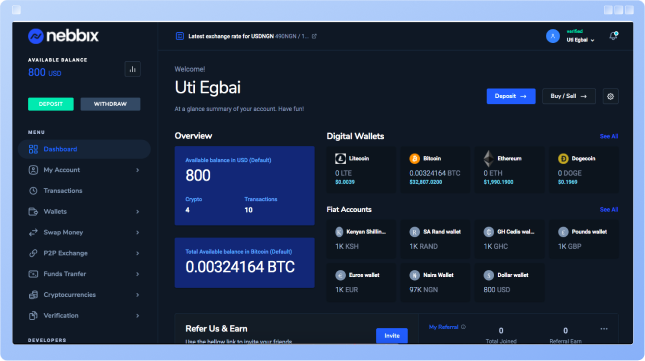 nebbix
Latest exchange rate for USDNGN 490NGN / 1...
verified
Uti Egbai
AVAILABLE BALANCE
800 USD
DEPOSIT
WITHDRAW
MENU
Dashboard
My Account
Transactions
Wallets
Swap Money
P2P Exchange
Funds Tranfer
Cryptocurrencies
Verification
DEVELOPERS
Welcome!
Uti Egbai
At a glance summary of your account. Have fun!
Deposit →
Buy / Sell →
Overview
Available balance in USD (Default)
800
Crypto
Transactions
4
10
Total Available balance in Bitcoin (Default)
0.00324164 BTC
Digital Wallets
See All
Litecoin
0 LTE
$0.0039
Bitcoin
0.00324164 BTC
$32,807.0200
Ethereum
0 ETH
$1,990.1900
Dogecoin
0 DOGE
$0.1969
Fiat Accounts
See All
Kenyan Shillin...
1K KSH
SA Rand wallet
1K RAND
GH Cedis wal...
1K GHC
Pounds wallet
1K GBP
Euros wallet
1K EUR
Naira Wallet
97K NGN
Dollar wallet
800 USD
Refer Us & Earn
Use the bellow link to invite your friends
Invite
My Referral
0
Total Joined
0
Referral Earn